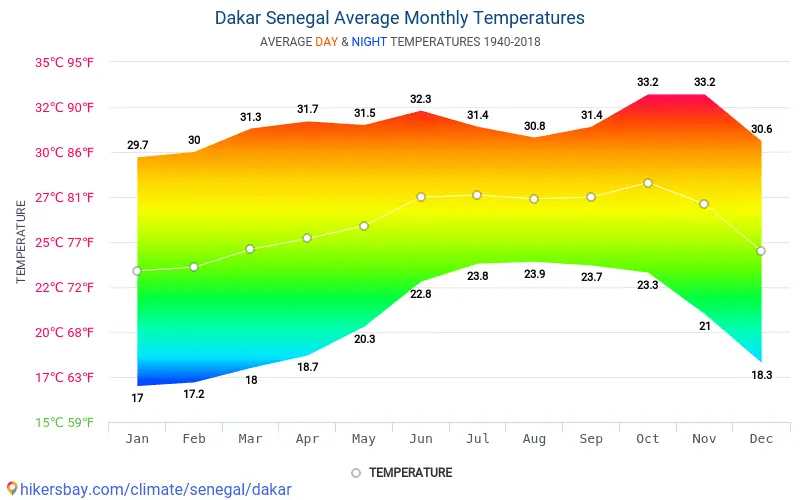 Dakar Senegal Average Monthly Temperatures
AVERAGE DAY & NIGHT TEMPERATURES 1940-2018
TEMPERATURE
35℃ 95℉
32℃ 90℉
30℃ 86℉
27℃ 81℉
25℃ 77℉
22℃ 72℉
20℃ 68℉
17℃ 63℉
15℃ 59℉
29.7 30 31.3 31.7 31.5 32.3 31.4 30.8 31.4 33.2 33.2 30.6
17 17.2 18 18.7 20.3 22.8 23.8 23.9 23.7 23.3 21 18.3
Jan Feb Mar Apr May Jun Jul Aug Sep Oct Nov Dec
TEMPERATURE
hikersbay.com/climate/senegal/dakar